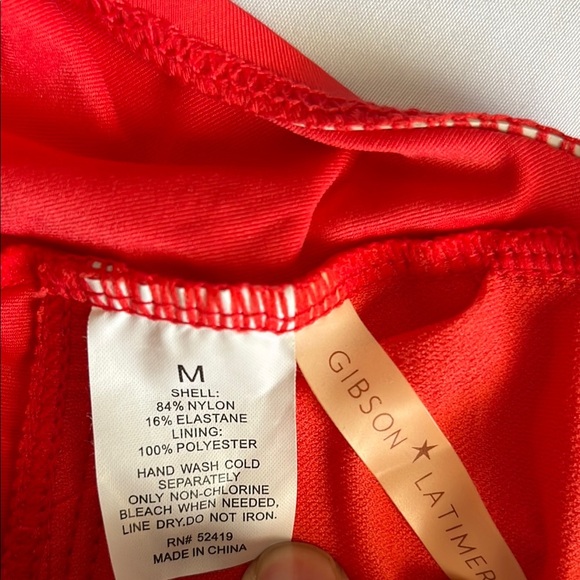 M
SHELL:
84% NYLON
16% ELASTANE
LINING:
100% POLYESTER
HAND WASH COLD
SEPARATELY
ONLY NON-CHLORINE
BLEACH WHEN NEEDED,
LINE DRY.DO NOT IRON.
RN# 52419
MADE IN CHINA
GIBSON ★ LATIMER